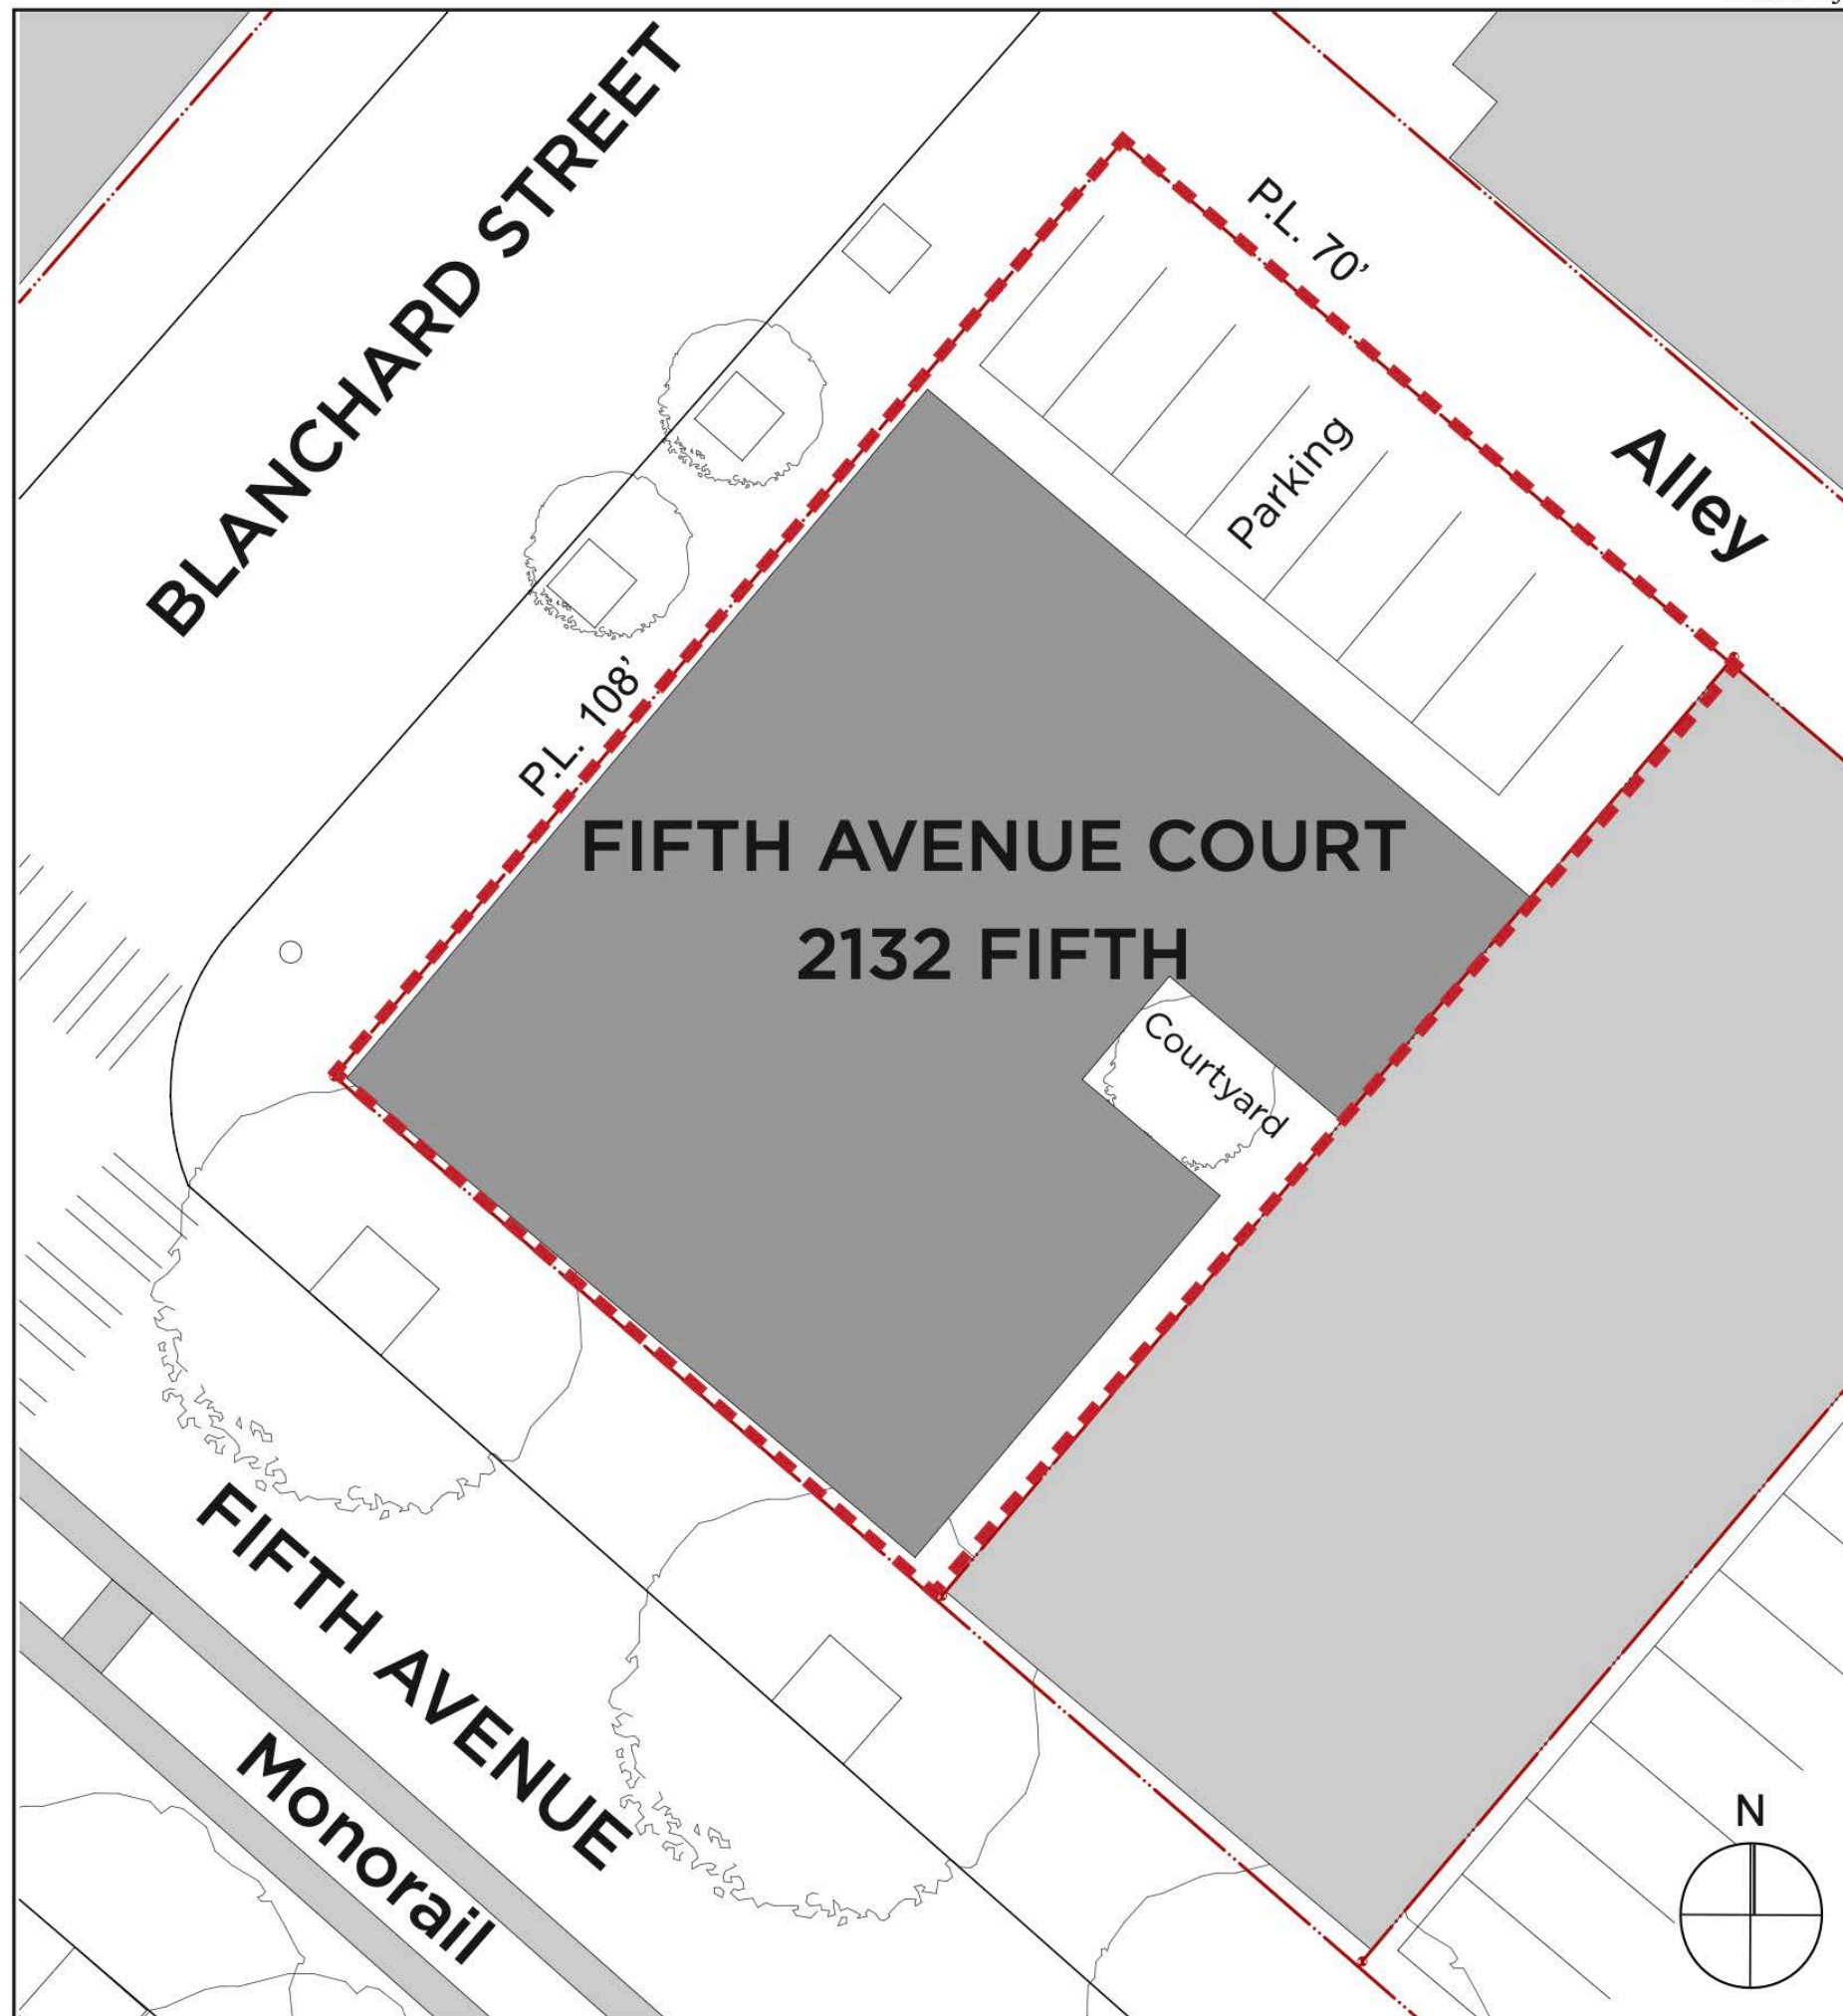 BLANCHARD STREET
P.L. 70’
Alley
Parking
P.L. 108’
FIFTH AVENUE COURT
2132 FIFTH
Courtyard
FIFTH AVENUE
Monorail
N